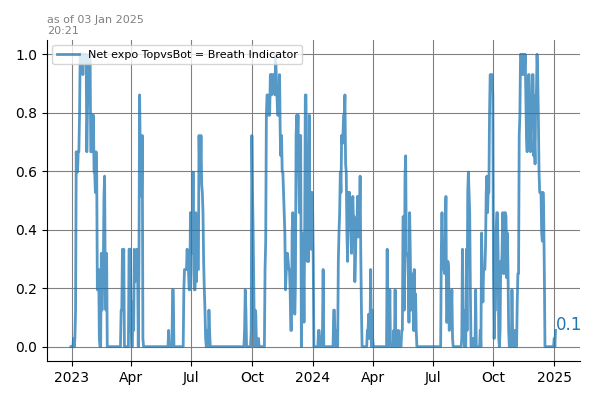 as of 03 Jan 2025
20:21
Net expo TopvsBot = Breath Indicator
1.0
0.8
0.6
0.4
0.2
0.0
0.1
2023
Apr
Jul
Oct
2024
Apr
Jul
Oct
2025